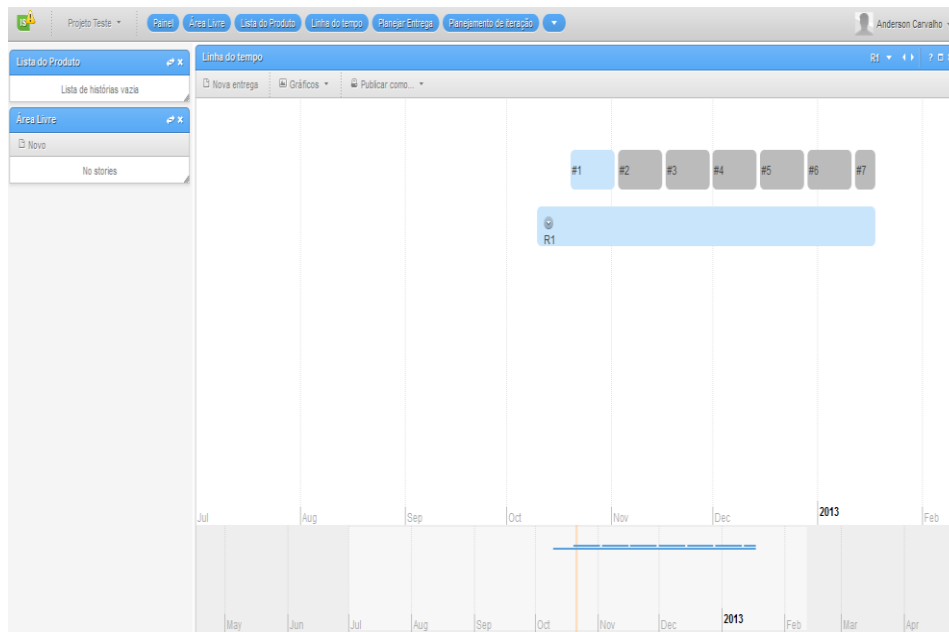 iS Projeto Teste Painel Área Livre Lista do Produto Linha do tempo Planejar Entrega Planejamento de iteração Anderson Carvalho
Lista do Produto
Lista de histórias vazia
Área Livre
Novo
No stories
Linha do tempo R1 ?
Nova entrega Gráficos Publicar como...
#1 #2 #3 #4 #5 #6 #7
R1
Jul Aug Sep Oct Nov Dec 2013 Feb
May Jun Jul Aug Sep Oct Nov Dec 2013 Feb Mar Apr